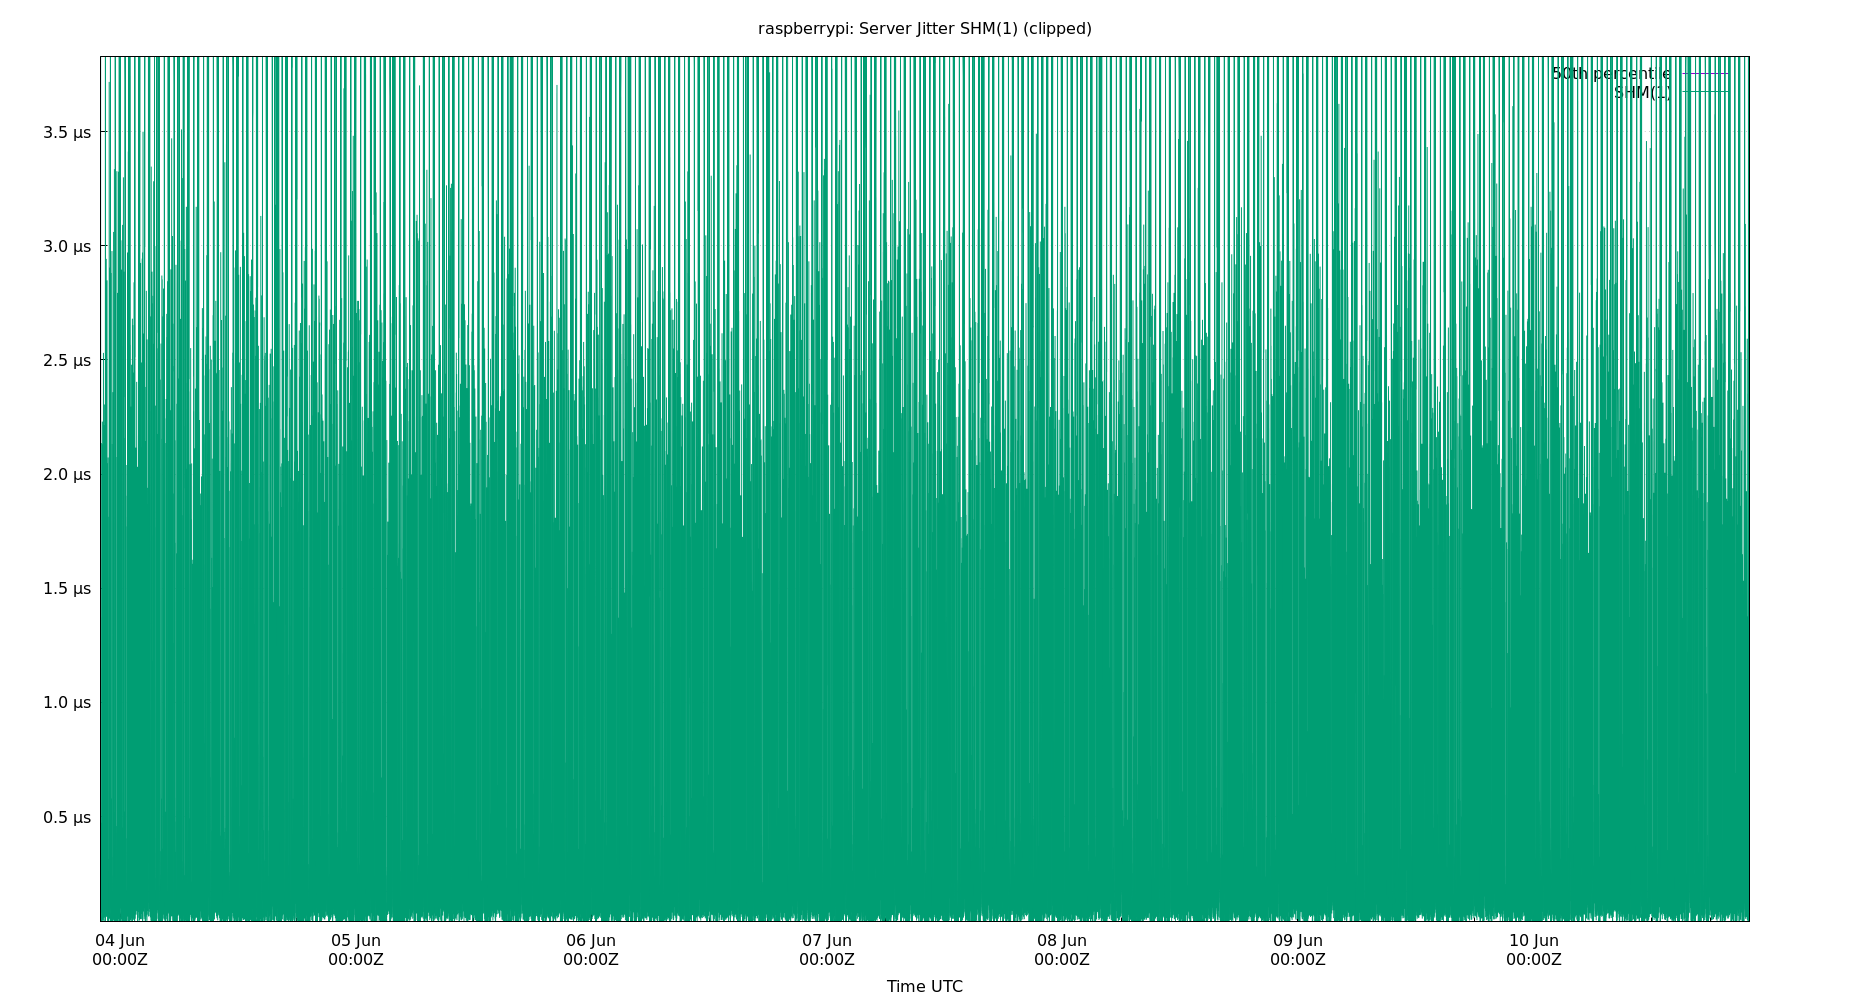 raspberrypi: Server Jitter SHM(1) (clipped)
50th percentile
SHM(1)
3.5 µs
3.0 µs
2.5 µs
2.0 µs
1.5 µs
1.0 µs
0.5 µs
04 Jun 05 Jun 06 Jun 07 Jun 08 Jun 09 Jun 10 Jun
00:00Z 00:00Z 00:00Z 00:00Z 00:00Z 00:00Z 00:00Z
Time UTC